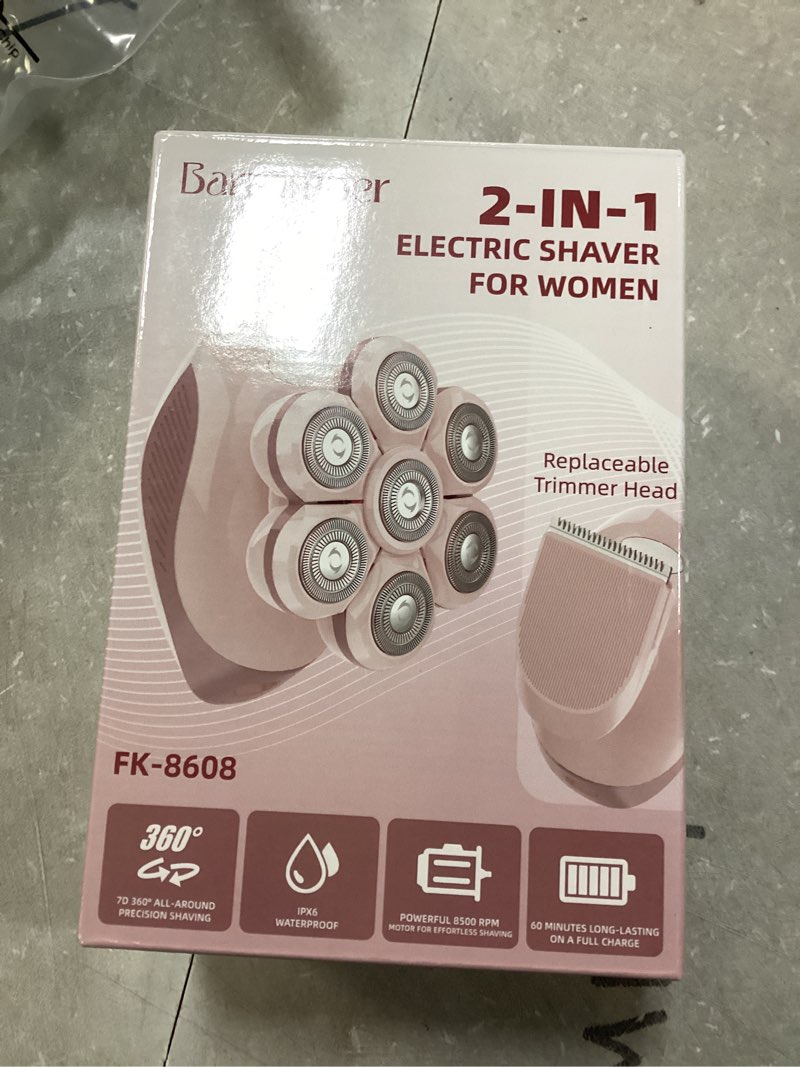 2-IN-1
ELECTRIC SHAVER
FOR WOMEN
Replaceable
Trimmer Head
FK-8608
360°
7D 360° ALL-AROUND
PRECISION SHAVING
IPX6
WATERPROOF
POWERFUL 8500 RPM
MOTOR FOR EFFORTLESS SHAVING
60 MINUTES LONG-LASTING
ON A FULL CHARGE